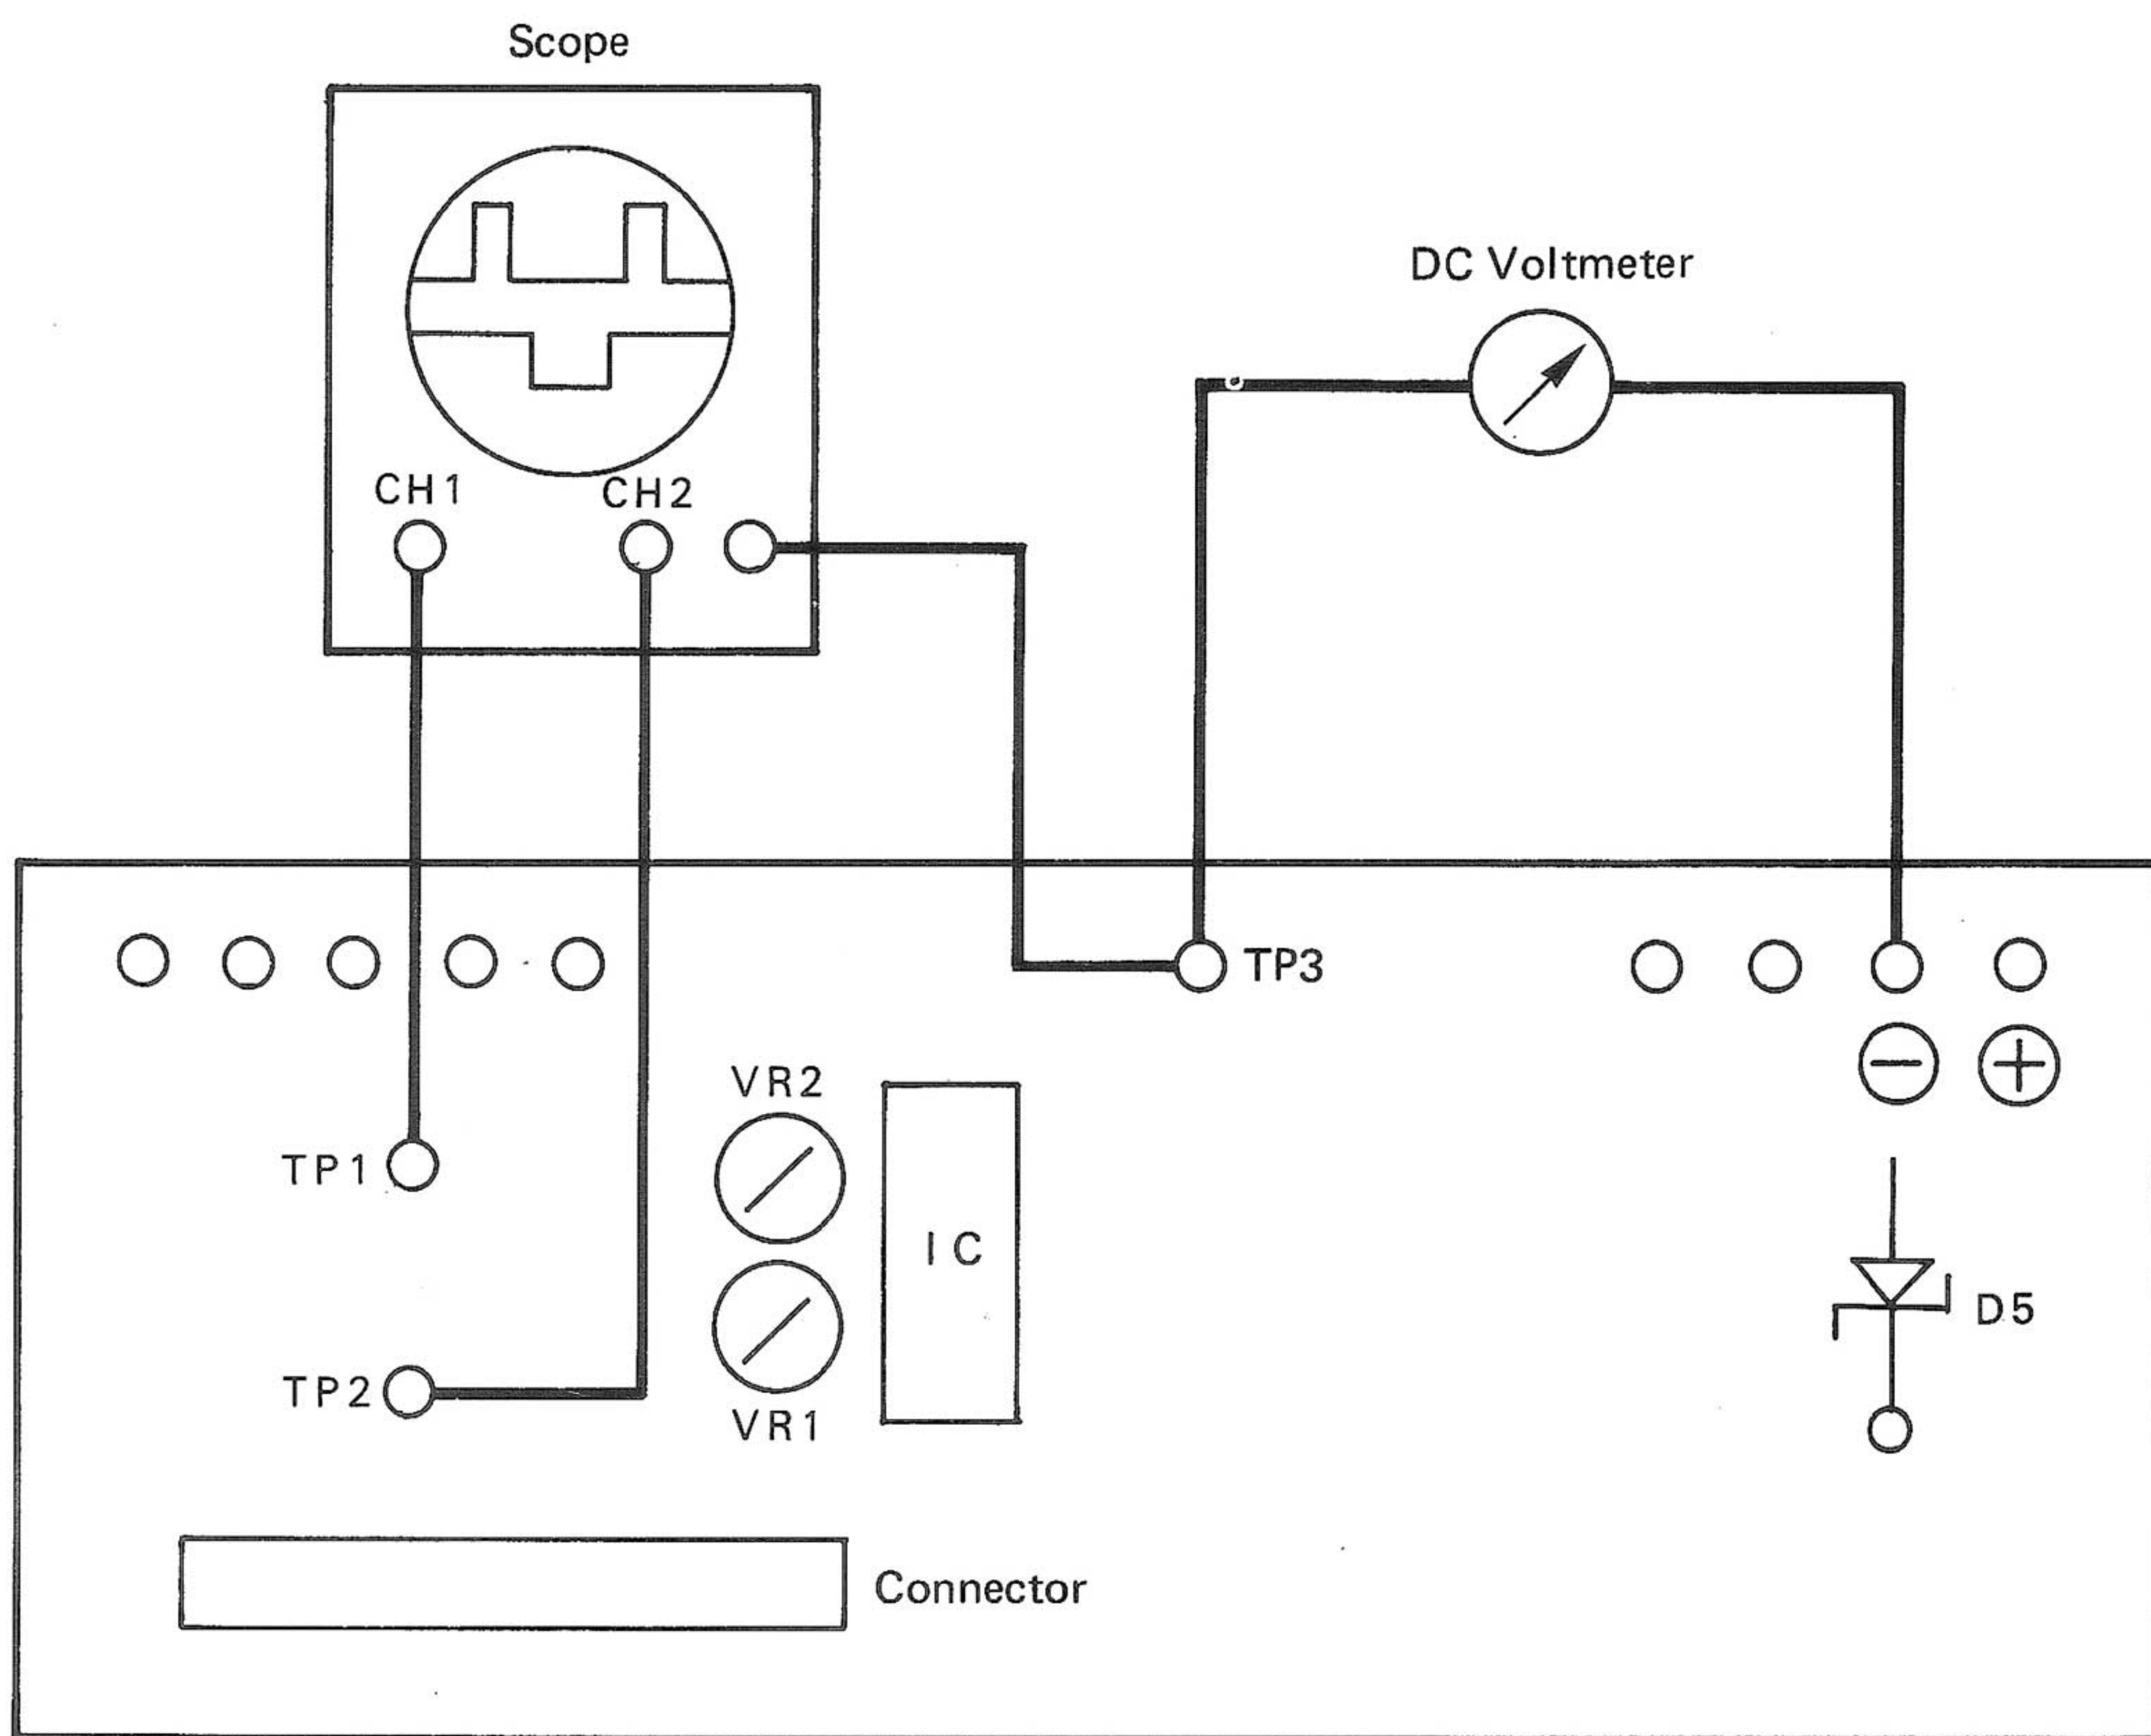 Scope
DC Voltmeter
CH1
CH2
TP3
VR2
TP1
IC
D5
TP2
VR1
Connector